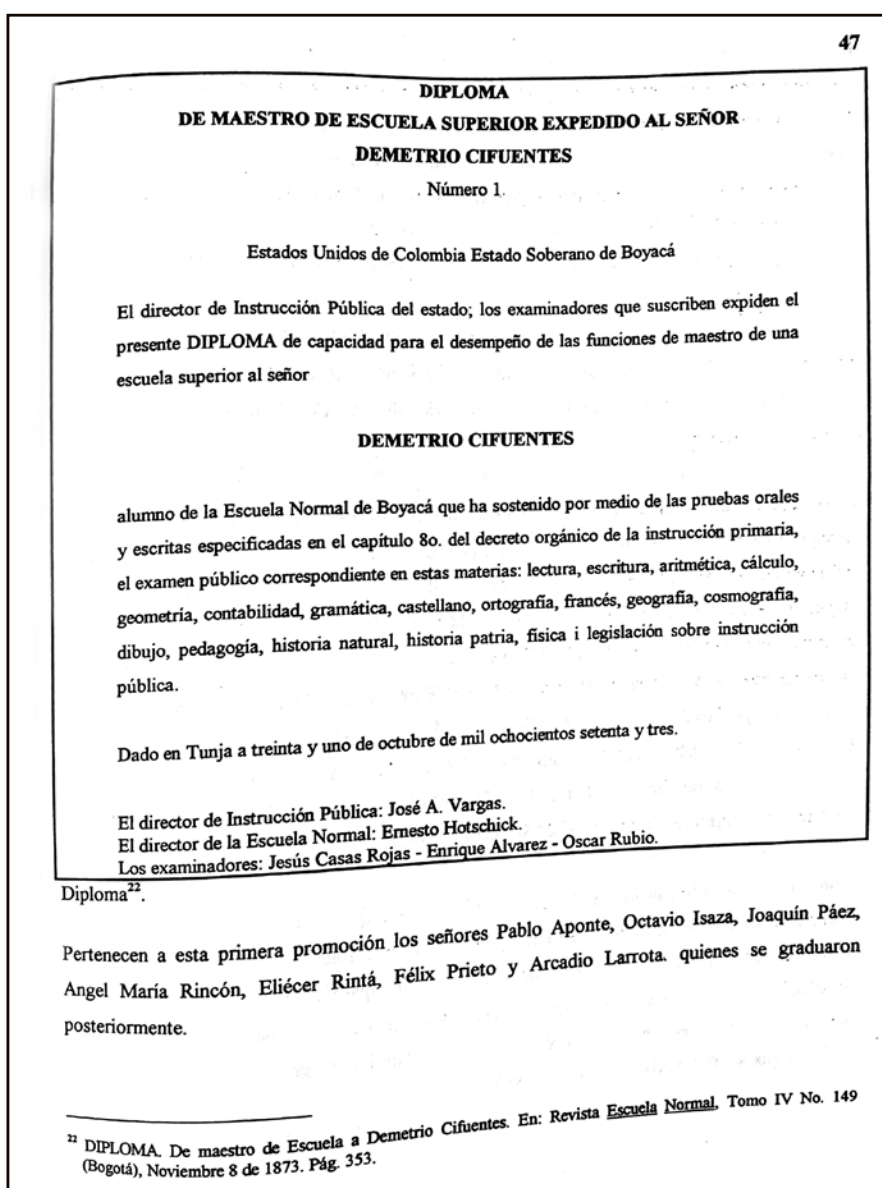 47
DIPLOMA
DE MAESTRO DE ESCUELA SUPERIOR EXPEDIDO AL SEÑOR
DEMETRIO CIFUENTES
Número 1.
Estados Unidos de Colombia Estado Soberano de Boyacá
El director de Instrucción Pública del estado; los examinadores que suscriben expiden el
presente DIPLOMA de capacidad para el desempeño de las funciones de maestro de una
escuela superior al señor
DEMETRIO CIFUENTES
alumno de la Escuela Normal de Boyacá que ha sostenido por medio de las pruebas orales
y escritas especificadas en el capítulo 8o. del decreto orgánico de la instrucción primaria,
el examen público correspondiente en estas materias: lectura, escritura, aritmética, cálculo,
geometría, contabilidad, gramática, castellano, ortografía, francés, geografía, cosmografía,
dibujo, pedagogía, historia natural, historia patria, física i legislación sobre instrucción
pública.
Dado en Tunja a treinta y uno de octubre de mil ochocientos setenta y tres.
El director de Instrucción Pública: José A. Vargas.
El director de la Escuela Normal: Ernesto Hotschick.
Los examinadores: Jesús Casas Rojas - Enrique Alvarez - Oscar Rubio.
Diploma22.
Pertenecen a esta primera promoción los señores Pablo Aponte, Octavio Isaza, Joaquín Páez,
Angel María Rincón, Eliécer Rintá, Félix Prieto y Arcadio Larrota. quienes se graduaron
posteriormente.
22 DIPLOMA. De maestro de Escuela a Demetrio Cifuentes. En: Revista Escuela Normal, Tomo IV No. 149
(Bogotá), Noviembre 8 de 1873. Pág. 353.